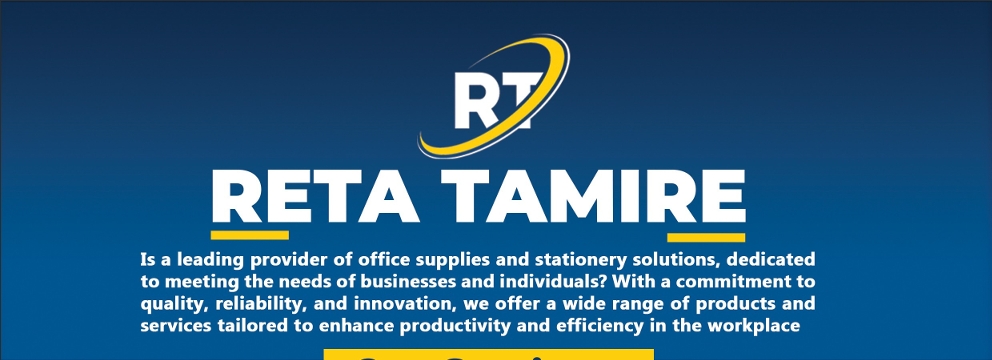 RT
RETA TAMIRE
Is a leading provider of office supplies and stationery solutions, dedicated
to meeting the needs of businesses and individuals? With a commitment to
quality, reliability, and innovation, we offer a wide range of products and
services tailored to enhance productivity and efficiency in the workplace